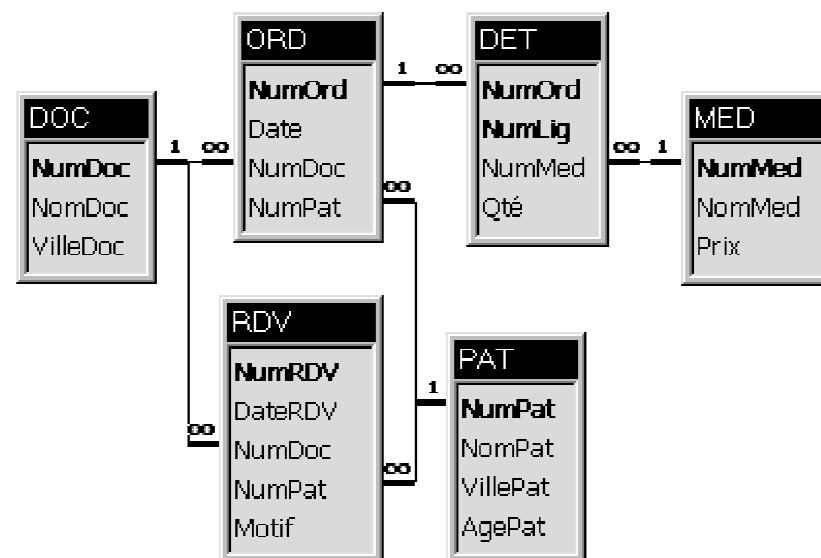 DOC
NumDoc
NomDoc
VilleDoc
1 ∞
ORD
NumOrd
Date
NumDoc
NumPat
1 ∞
DET
NumOrd
NumLig
NumMed
Qté
∞ 1
MED
NumMed
NomMed
Prix
∞
∞
RDV
NumRDV
DateRDV
NumDoc
NumPat
Motif
∞
1
PAT
NumPat
NomPat
VillePat
AgePat